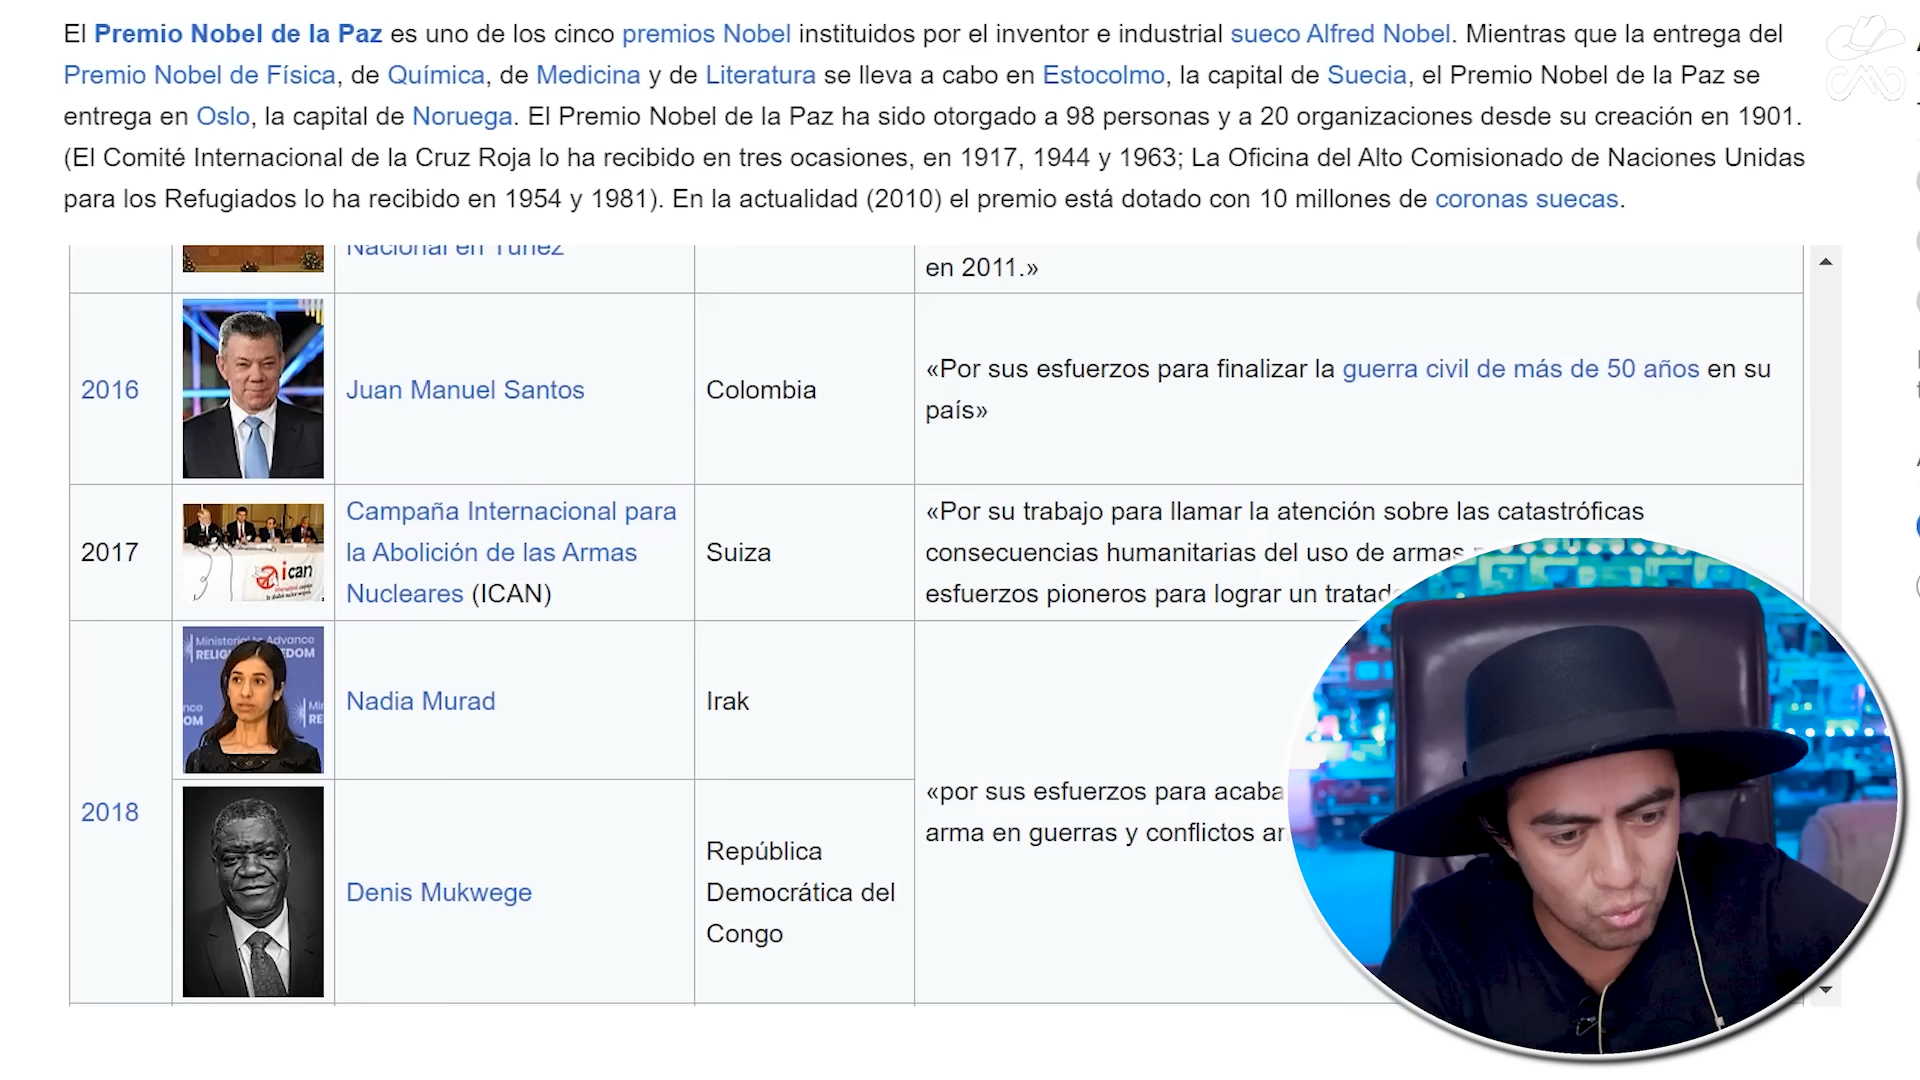 El Premio Nobel de la Paz es uno de los cinco premios Nobel instituidos por el inventor e industrial sueco Alfred Nobel. Mientras que la entrega del
Premio Nobel de Física, de Química, de Medicina y de Literatura se lleva a cabo en Estocolmo, la capital de Suecia, el Premio Nobel de la Paz se
entrega en Oslo, la capital de Noruega. El Premio Nobel de la Paz ha sido otorgado a 98 personas y a 20 organizaciones desde su creación en 1901.
(El Comité Internacional de la Cruz Roja lo ha recibido en tres ocasiones, en 1917, 1944 y 1963; La Oficina del Alto Comisionado de Naciones Unidas
para los Refugiados lo ha recibido en 1954 y 1981). En la actualidad (2010) el premio está dotado con 10 millones de coronas suecas.
Nacional en Túnez
en 2011.»
2016
Juan Manuel Santos
Colombia
«Por sus esfuerzos para finalizar la guerra civil de más de 50 años en su
país»
2017
ican
Campaña Internacional para
la Abolición de las Armas
Nucleares (ICAN)
Suiza
«Por su trabajo para llamar la atención sobre las catastróficas
consecuencias humanitarias del uso de armas
esfuerzos pioneros para lograr un tratad
2018
Ministerial to Advance
Nadia Murad
Irak
Denis Mukwege
República
Democrática del
Congo
«por sus esfuerzos para acaba
arma en guerras y conflictos ar